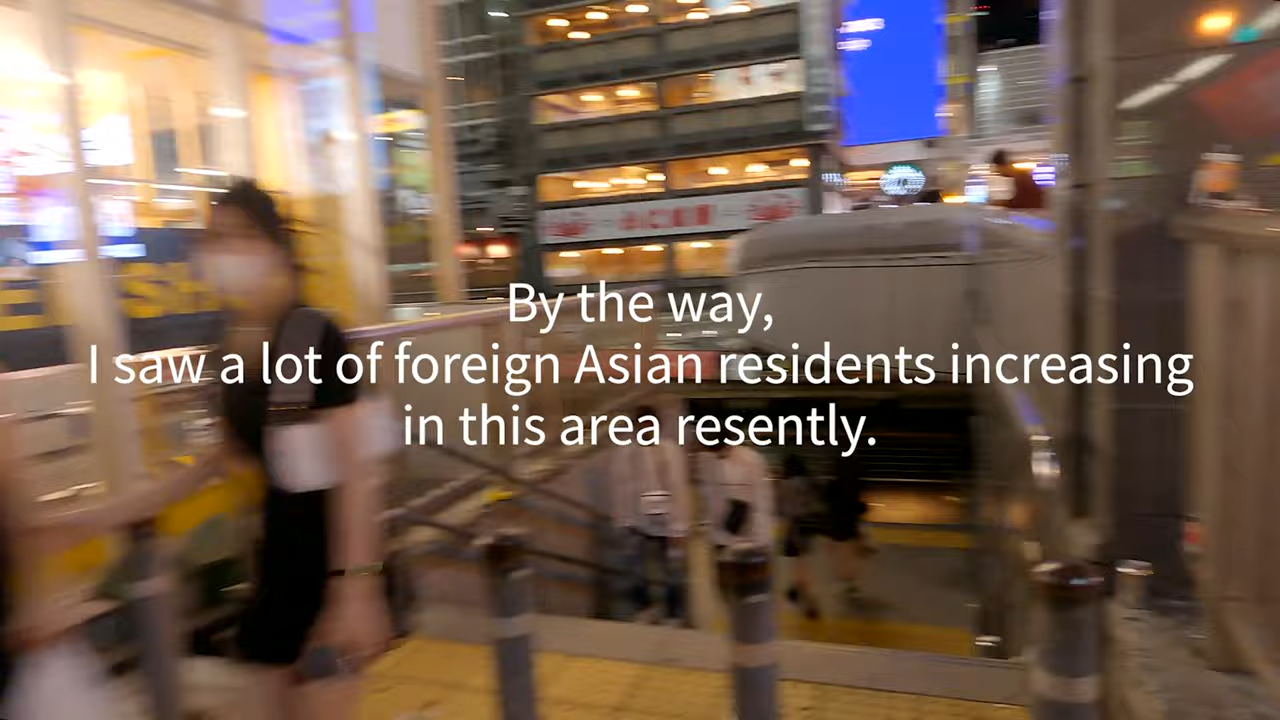 By the way,
I saw a lot of foreign Asian residents increasing
in this area resently.